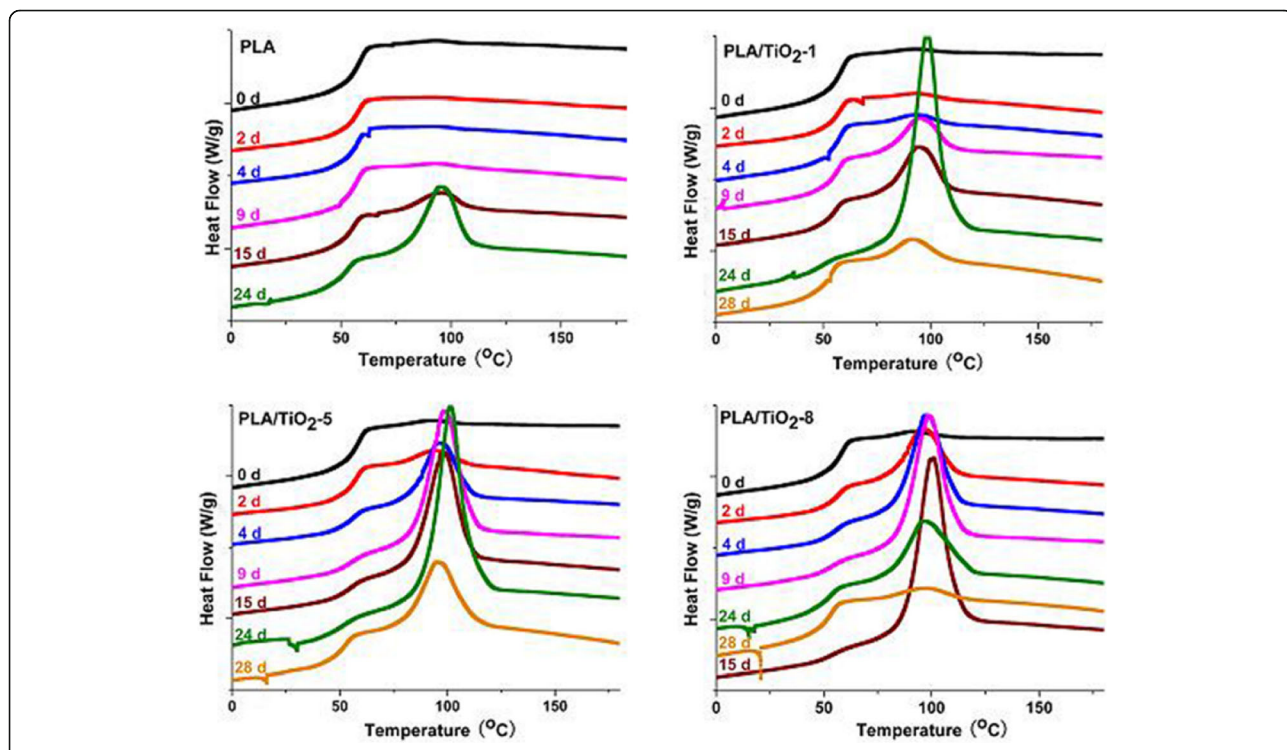 PLA
0 d
2 d
4 d
9 d
15 d
24 d
0 50 100 150
Temperature (°C)
Heat Flow (W/g)
PLA/TiO2-1
0 d
2 d
4 d
9 d
15 d
24 d
28 d
0 50 100 150
Temperature (°C)
Heat Flow (W/g)
PLA/TiO2-5
0 d
2 d
4 d
9 d
15 d
24 d
28 d
0 50 100 150
Temperature (°C)
Heat Flow (W/g)
PLA/TiO2-8
0 d
2 d
4 d
9 d
24 d
28 d
15 d
0 50 100 150
Temperature (°C)
Heat Flow (W/g)